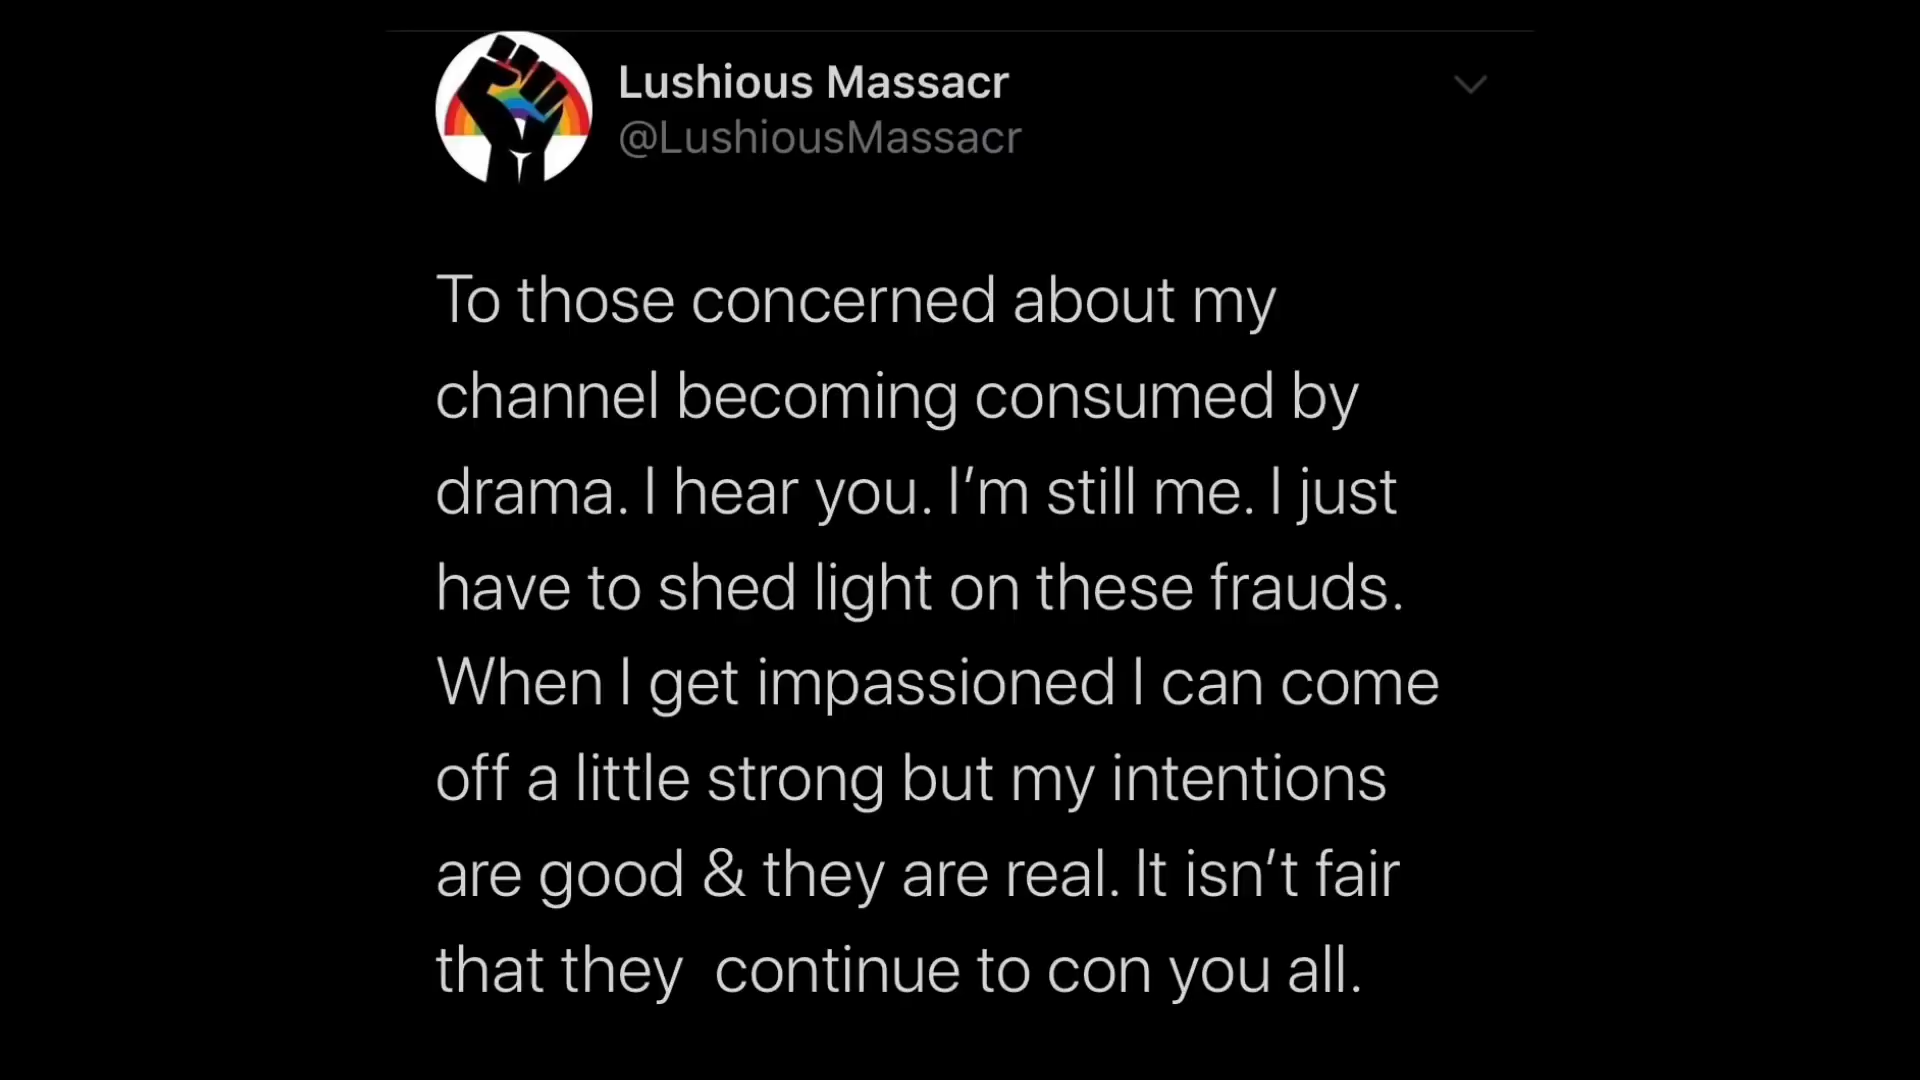 Lushious Massacr
@LushiousMassacr
To those concerned about my
channel becoming consumed by
drama. I hear you. I’m still me. I just
have to shed light on these frauds.
When I get impassioned I can come
off a little strong but my intentions
are good & they are real. It isn’t fair
that they  continue to con you all.